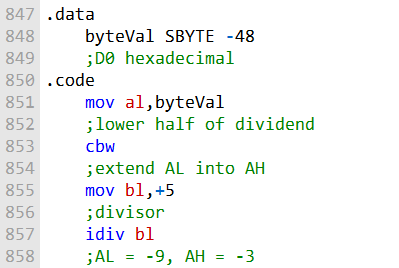 847 .data
848     byteVal SBYTE -48
849     ;D0 hexadecimal
850 .code
851     mov al,byteVal
852     ;lower half of dividend
853     cbw
854     ;extend AL into AH
855     mov bl,+5
856     ;divisor
857     idiv bl
858     ;AL = -9, AH = -3